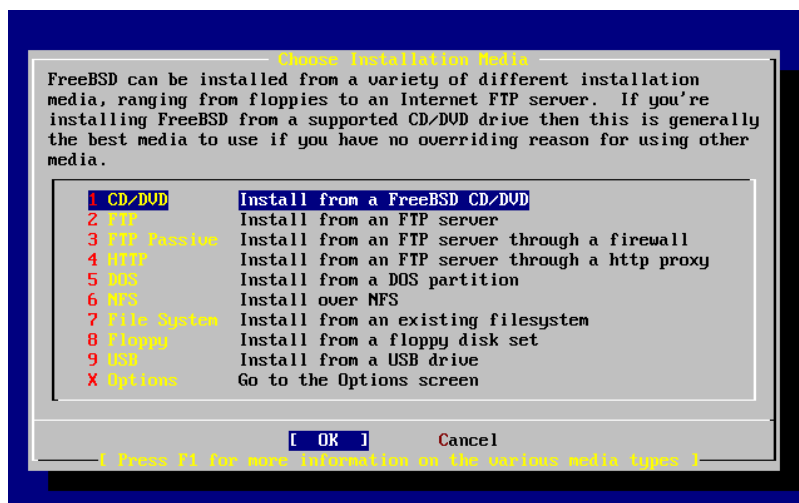 Choose Installation Media
FreeBSD can be installed from a variety of different installation
media, ranging from floppies to an Internet FTP server.  If you're
installing FreeBSD from a supported CD/DVD drive then this is generally
the best media to use if you have no overriding reason for using other
media.
1 CD/DVD Install from a FreeBSD CD/DVD
2 FTP Install from an FTP server
3 FTP Passive Install from an FTP server through a firewall
4 HTTP Install from an FTP server through a http proxy
5 DOS Install from a DOS partition
6 NFS Install over NFS
7 File System Install from an existing filesystem
8 Floppy Install from a floppy disk set
9 USB Install from a USB drive
X Options Go to the Options screen
[ OK ] Cancel
[ Press F1 for more information on the various media types ]